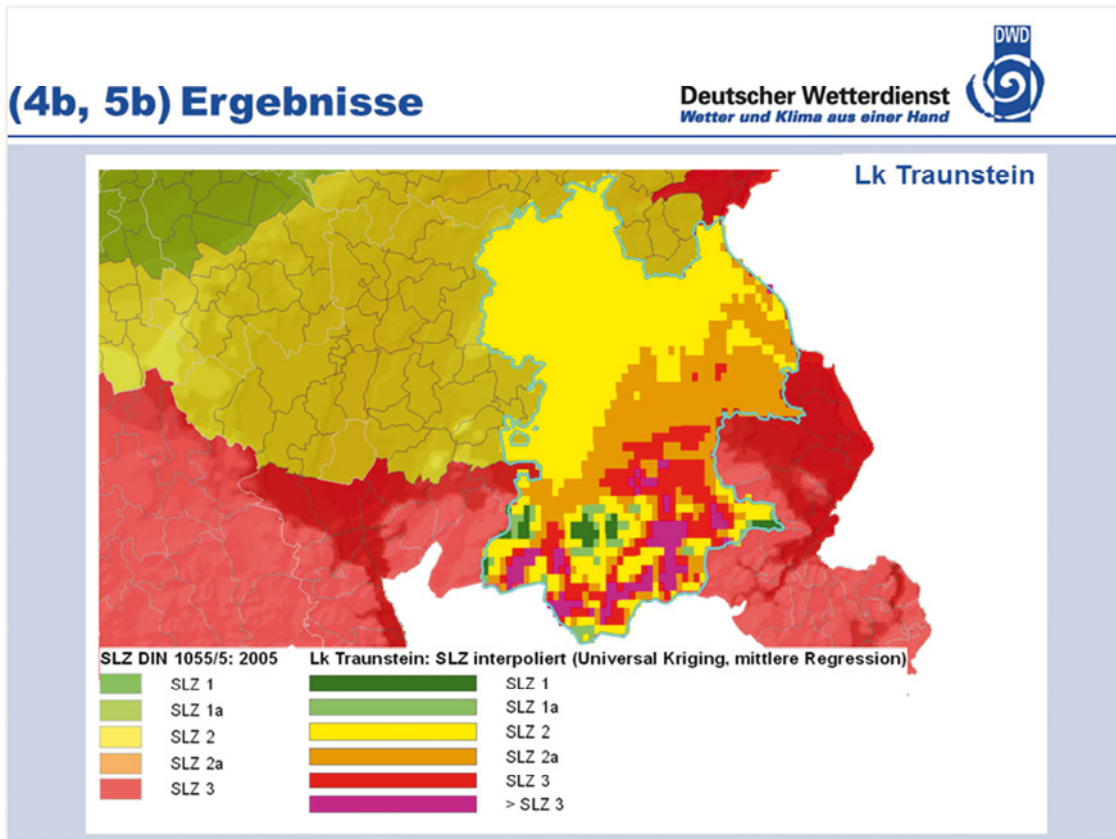 DWD
(4b, 5b) Ergebnisse
Deutscher Wetterdienst
Wetter und Klima aus einer Hand
Lk Traunstein
SLZ DIN 1055/5: 2005
SLZ 1
SLZ 1a
SLZ 2
SLZ 2a
SLZ 3
Lk Traunstein: SLZ interpoliert (Universal Kriging, mittlere Regression)
SLZ 1
SLZ 1a
SLZ 2
SLZ 2a
SLZ 3
> SLZ 3